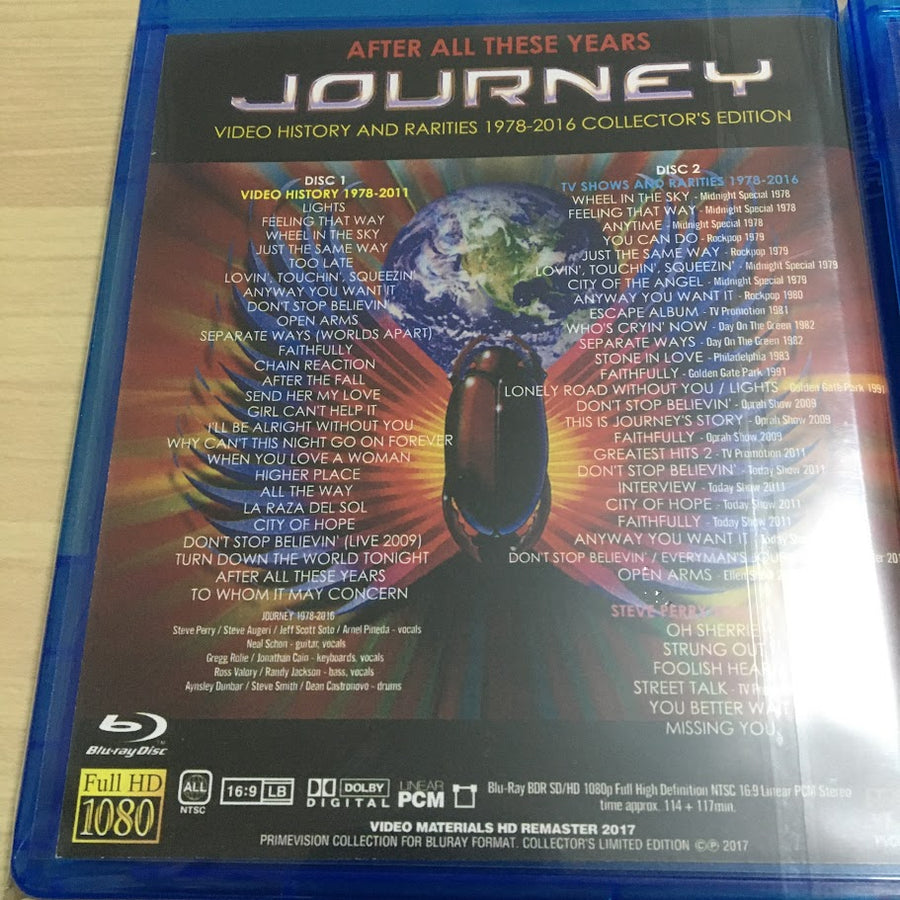 AFTER ALL THESE YEARS
JOURNEY
VIDEO HISTORY AND RARITIES 1978-2016 COLLECTOR'S EDITION
DISC 1
VIDEO HISTORY 1978-2011
LIGHTS
FEELING THAT WAY
WHEEL IN THE SKY
JUST THE SAME WAY
TOO LATE
LOVIN', TOUCHIN', SQUEEZIN'
ANYWAY YOU WANT IT
DON'T STOP BELIEVIN'
OPEN ARMS
SEPARATE WAYS (WORLDS APART)
FAITHFULLY
CHAIN REACTION
AFTER THE FALL
SEND HER MY LOVE
GIRL CAN'T HELP IT
I'LL BE ALRIGHT WITHOUT YOU
WHY CAN'T THIS NIGHT GO ON FOREVER
WHEN YOU LOVE A WOMAN
HIGHER PLACE
ALL THE WAY
LA RAZA DEL SOL
CITY OF HOPE
DON'T STOP BELIEVIN' (LIVE 2009)
TURN DOWN THE WORLD TONIGHT
AFTER ALL THESE YEARS
TO WHOM IT MAY CONCERN
JOURNEY 1978-2016
Steve Perry / Steve Augeri / Jeff Scott Soto / Arnel Pineda - vocals
Neal Schon - guitar, vocals
Gregg Rolie / Jonathan Cain - keyboards, vocals
Ross Valory / Randy Jackson - bass, vocals
Aynsley Dunbar / Steve Smith / Dean Castronovo - drums
DISC 2
TV SHOWS AND RARITIES 1978-2016
WHEEL IN THE SKY - Midnight Special 1978
FEELING THAT WAY - Midnight Special 1978
ANYTIME - Midnight Special 1978
YOU CAN DO - Rockpop 1979
JUST THE SAME WAY - Rockpop 1979
LOVIN', TOUCHIN', SQUEEZIN' - Midnight Special 1979
CITY OF THE ANGEL - Midnight Special 1979
ANYWAY YOU WANT IT - Rockpop 1980
ESCAPE ALBUM - TV Promotion 1981
WHO'S CRYIN' NOW - Day On The Green 1982
SEPARATE WAYS - Day On The Green 1982
STONE IN LOVE - Philadelphia 1983
FAITHFULLY - Golden Gate Park 1991
LONELY ROAD WITHOUT YOU / LIGHTS - Golden Gate Park 1991
DON'T STOP BELIEVIN' - Oprah Show 2009
THIS IS JOURNEY'S STORY - Oprah Show 2009
FAITHFULLY - Oprah Show 2009
GREATEST HITS 2 - TV Promotion 2011
DON'T STOP BELIEVIN' - Today Show 2011
INTERVIEW - Today Show 2011
CITY OF HOPE - Today Show 2011
FAITHFULLY - Today Show 2011
ANYWAY YOU WANT IT - Today Show 2011
DON'T STOP BELIEVIN' / EVERYMAN'S
OPEN ARMS - Ellen
STEVE PERRY
OH SHERRIE
STRUNG OUT
FOOLISH HEA
STREET TALK - TV
YOU BETTER WAIT
MISSING YOU
Blu-ray Disc
Full HD
1080
ALL
NTSC
16:9 LB
DOLBY
DIGITAL
LINEAR
PCM
Blu-Ray BDR SD/HD 1080p Full High Definition NTSC 16:9 Linear PCM Stereo
time approx. 114 + 117min.
VIDEO MATERIALS HD REMASTER 2017
PRIMEVISION COLLECTION FOR BLURAY FORMAT. COLLECTOR'S LIMITED EDITION ©℗ 2017